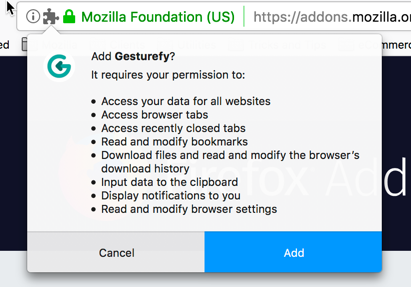 Mozilla Foundation (US) https://addons.mozilla.or
ed
mmerc
Add Gesturefy?
It requires your permission to:
• Access your data for all websites
• Access browser tabs
• Access recently closed tabs
• Read and modify bookmarks
• Download files and read and modify the browser's
download history
• Input data to the clipboard
• Display notifications to you
• Read and modify browser settings
Add
Cancel Add